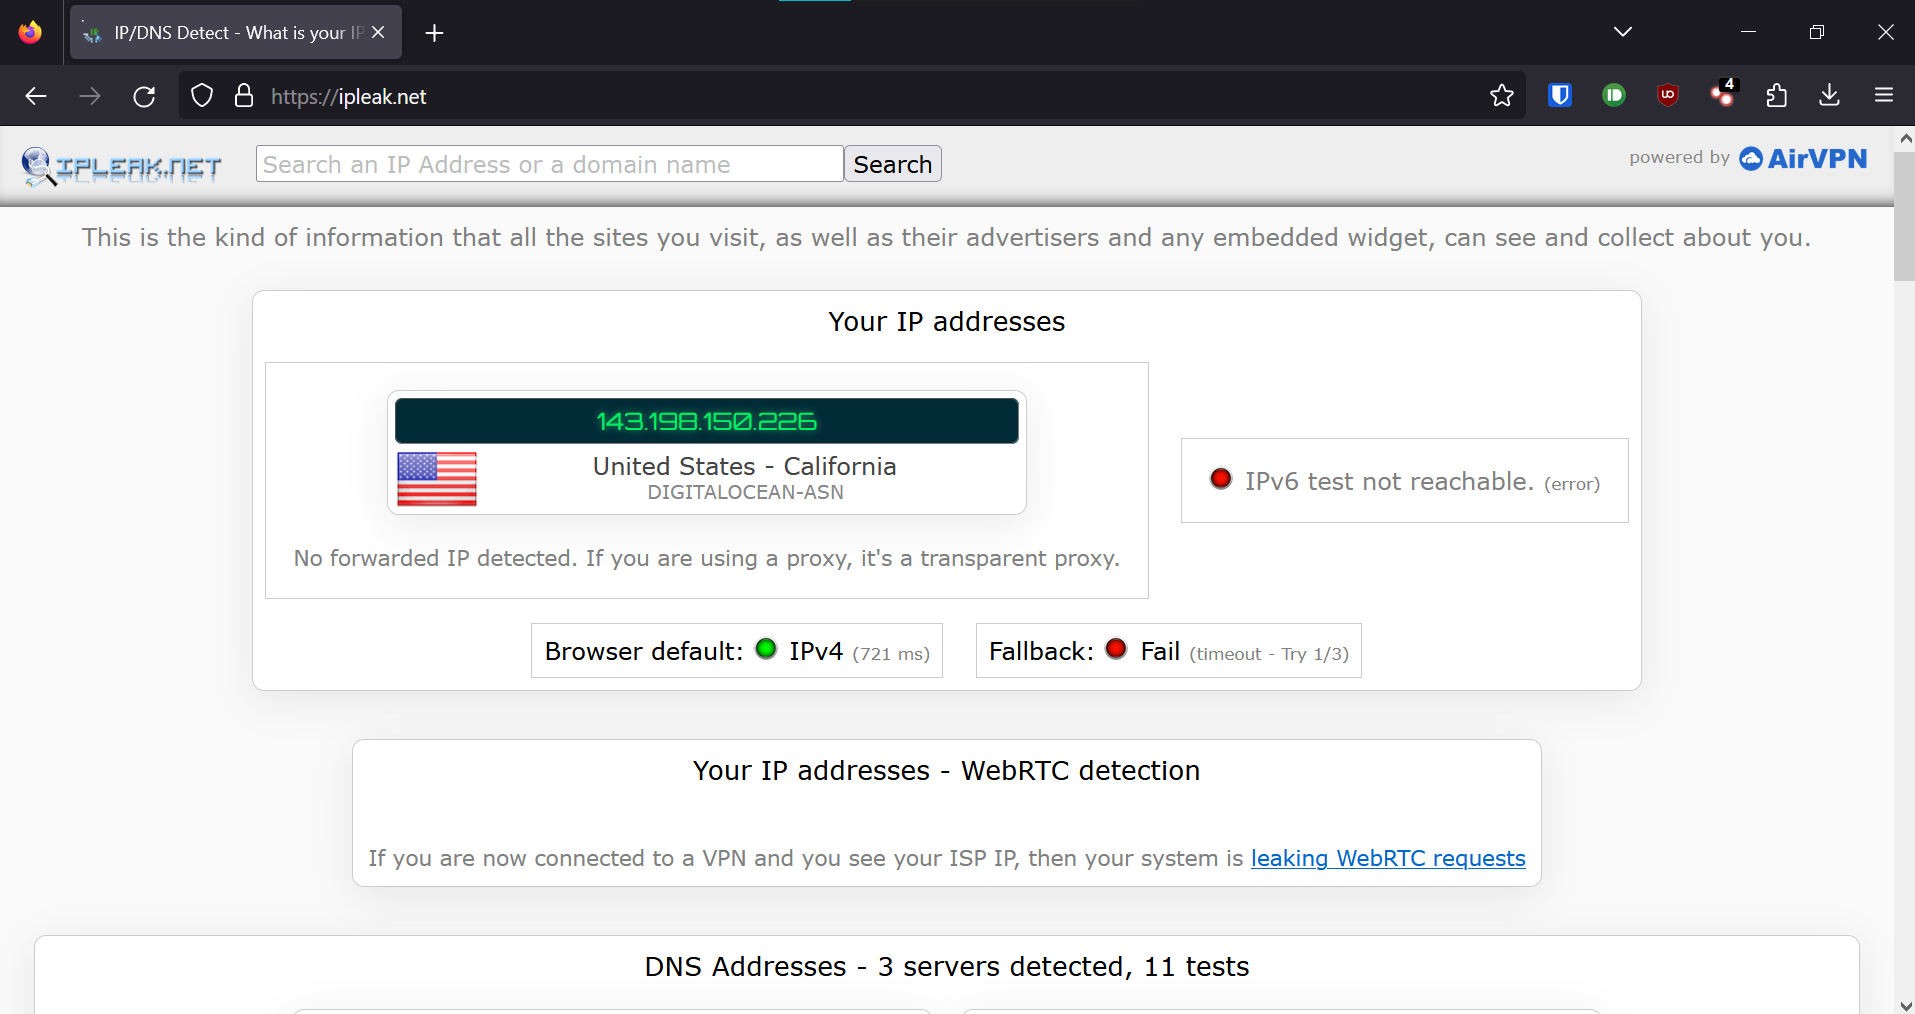 IP/DNS Detect - What is your IP
https://ipleak.net
4
IPLEAK.NET
Search an IP Address or a domain name
Search
powered by AirVPN
This is the kind of information that all the sites you visit, as well as their advertisers and any embedded widget, can see and collect about you.
Your IP addresses
143.198.150.226
United States - California
DIGITALOCEAN-ASN
No forwarded IP detected. If you are using a proxy, it's a transparent proxy.
IPv6 test not reachable. (error)
Browser default: IPv4 (721 ms)
Fallback: Fail (timeout - Try 1/3)
Your IP addresses - WebRTC detection
If you are now connected to a VPN and you see your ISP IP, then your system is leaking WebRTC requests
DNS Addresses - 3 servers detected, 11 tests